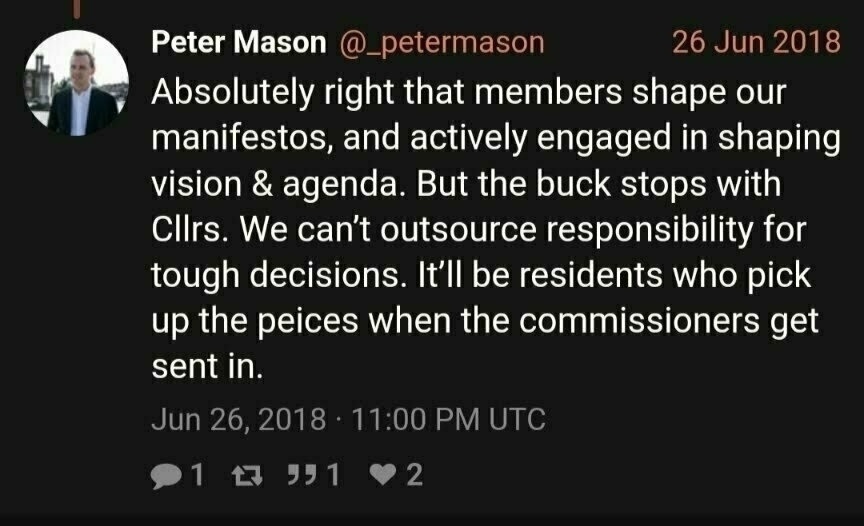 Peter Mason @_petermason 26 Jun 2018
Absolutely right that members shape our
manifestos, and actively engaged in shaping
vision & agenda. But the buck stops with
Cllrs. We can’t outsource responsibility for
tough decisions. It’ll be residents who pick
up the peices when the commissioners get
sent in.
Jun 26, 2018 · 11:00 PM UTC
1 1 2